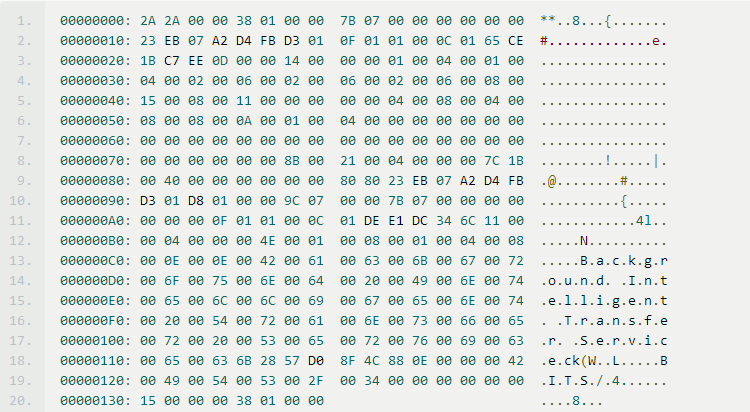 1. 00000000: 2A 2A 00 00 38 01 00 00 7B 07 00 00 00 00 00 00 **..8...{.......
2. 00000010: 23 EB 07 A2 D4 FB D3 01 0F 01 01 00 0C 01 65 CE #.............e.
3. 00000020: 1B C7 EE 0D 00 00 14 00 00 00 01 00 04 00 01 00 ................
4. 00000030: 04 00 02 00 06 00 02 00 06 00 02 00 06 00 08 00 ................
5. 00000040: 15 00 08 00 11 00 00 00 00 00 04 00 08 00 04 00 ................
6. 00000050: 08 00 08 00 0A 00 01 00 04 00 00 00 00 00 00 00 ................
7. 00000060: 00 00 00 00 00 00 00 00 00 00 00 00 00 00 00 00 ................
8. 00000070: 00 00 00 00 00 00 8B 00 21 00 04 00 00 00 7C 1B ........!.....|.
9. 00000080: 00 40 00 00 00 00 00 00 80 80 23 EB 07 A2 D4 FB .@........#.....
10. 00000090: D3 01 D8 01 00 00 9C 07 00 00 7B 07 00 00 00 00 ..........{.....
11. 000000A0: 00 00 0F 01 01 00 0C 01 DE E1 DC 34 6C 11 00 ............4l..
12. 000000B0: 00 04 00 00 00 4E 00 01 00 08 00 01 00 04 00 08 .....N..........
13. 000000C0: 00 0E 00 0E 00 42 00 61 00 63 00 6B 00 67 00 72 .....B.a.c.k.g.r
14. 000000D0: 00 6F 00 75 00 6E 00 64 00 20 00 49 00 6E 00 74 .o.u.n.d. .I.n.t
15. 000000E0: 00 65 00 6C 00 6C 00 69 00 67 00 65 00 6E 00 74 .e.l.l.i.g.e.n.t
16. 000000F0: 00 20 00 54 00 72 00 61 00 6E 00 73 00 66 00 65 . .T.r.a.n.s.f.e
17. 00000100: 00 72 00 20 00 53 00 65 00 72 00 76 00 69 00 63 .r. .S.e.r.v.i.c
18. 00000110: 00 65 00 63 6B 28 57 D0 8F 4C 88 0E 00 00 00 42 .e.ck(W..L.....B
19. 00000120: 00 49 00 54 00 53 00 2F 00 34 00 00 00 00 00 00 .I.T.S./.4......
20. 00000130: 15 00 00 00 38 01 00 00 ....8...